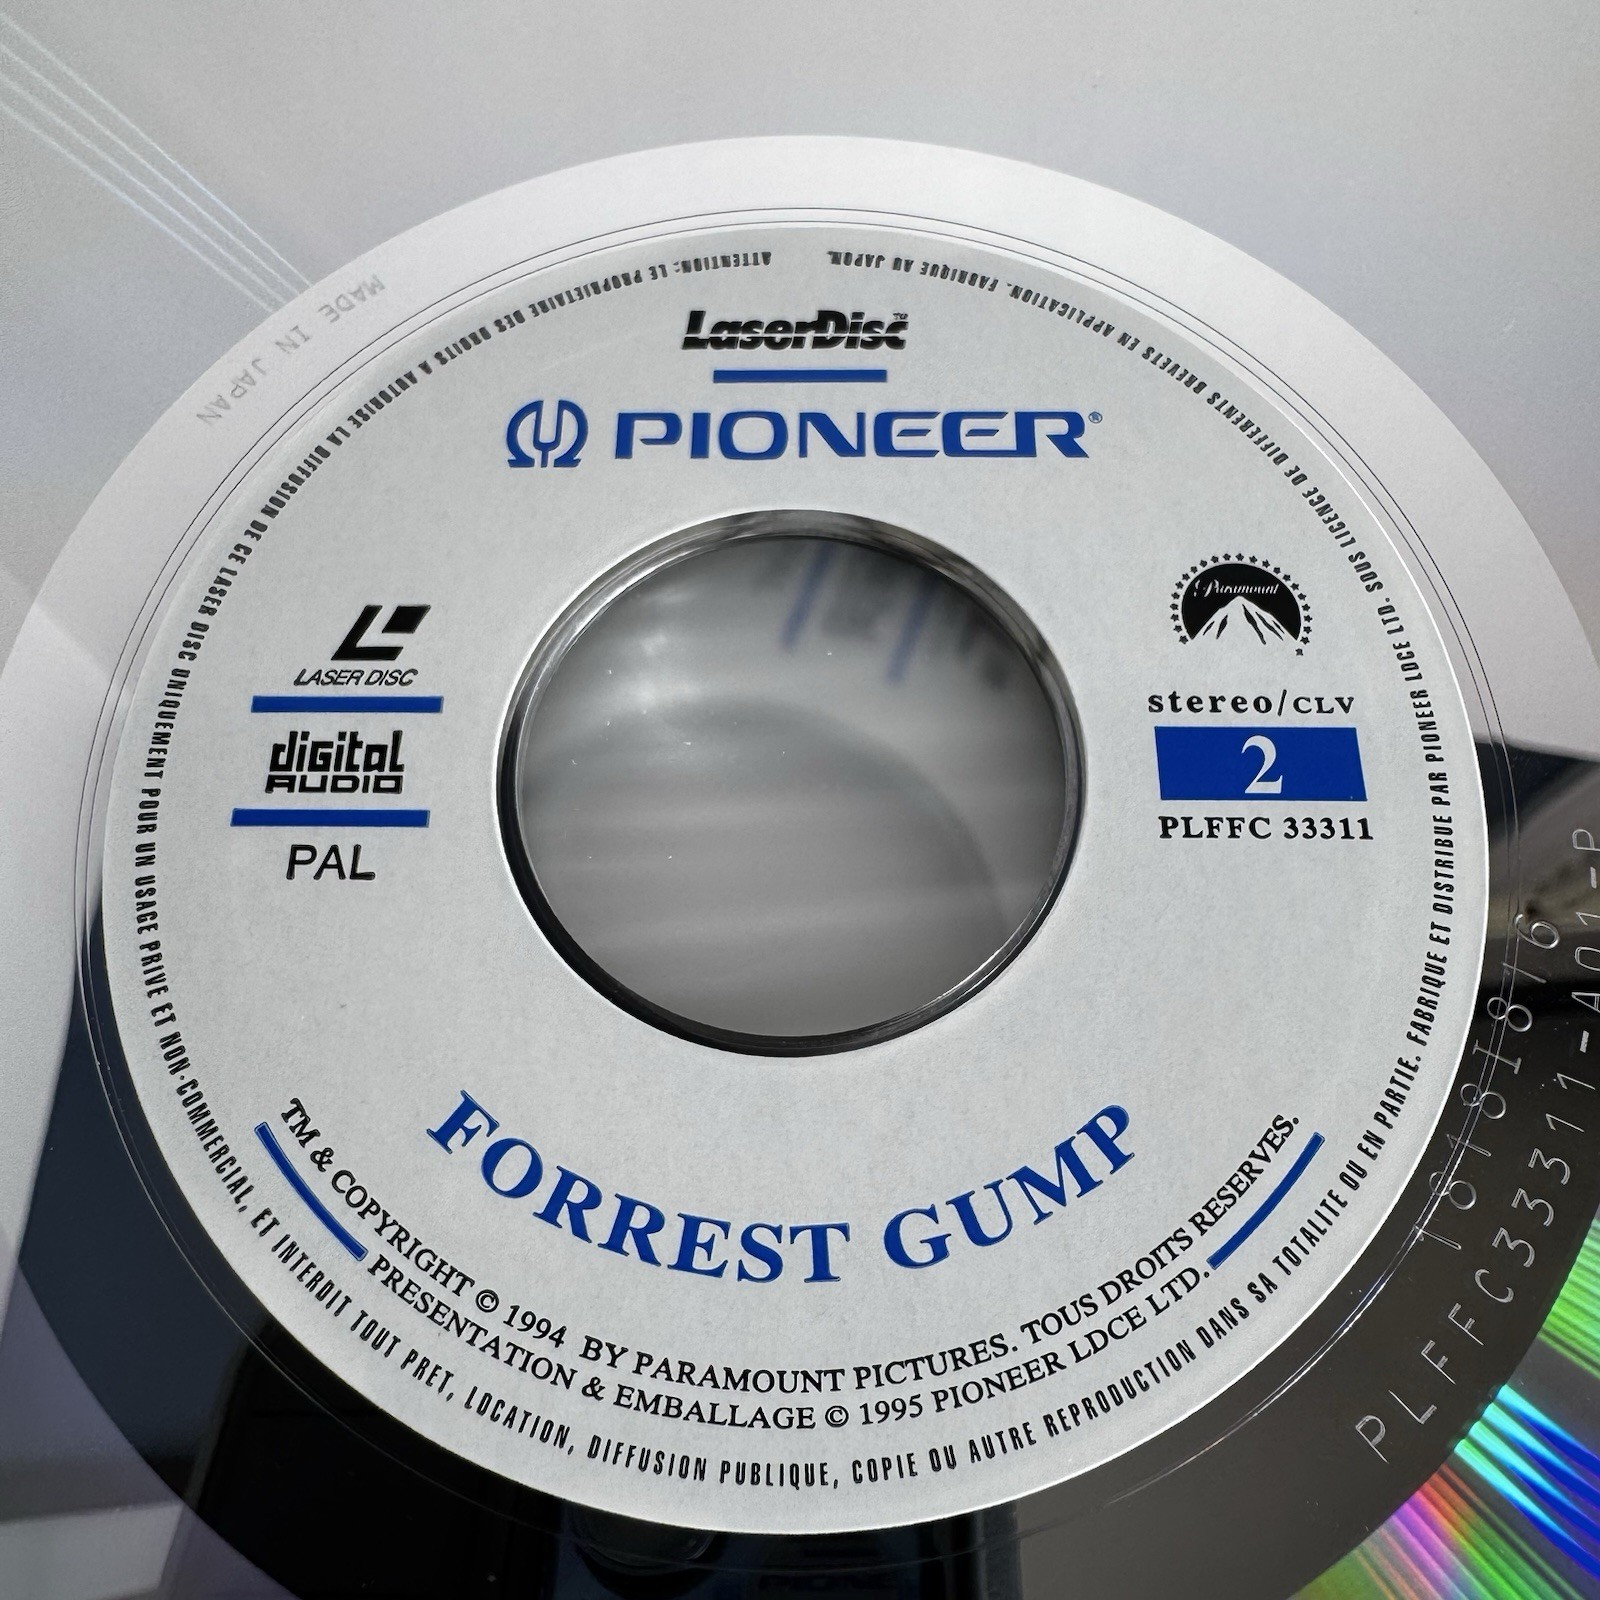 LaserDisc™
PIONEER®
LASER DISC
digital
AUDIO
PAL
Paramount
stereo/CLV
2
PLFFC 33311
FORREST GUMP
TM & COPYRIGHT © 1994 BY PARAMOUNT PICTURES. TOUS DROITS RESERVES.
PRESENTATION & EMBALLAGE © 1995 PIONEER LDCE LTD.
ATTENTION: LE PROPRIETAIRE DES DROITS A AUTORISE LA DIFFUSION DE CE LASER DISC UNIQUEMENT POUR UN USAGE PRIVE ET NON-COMMERCIAL, ET INTERDIT TOUT PRET, LOCATION, DIFFUSION PUBLIQUE, COPIE OU AUTRE REPRODUCTION DANS SA TOTALITE OU EN PARTIE. FABRIQUE ET DISTRIBUE PAR PIONEER LDCE LTD. SOUS LICENCE DE DIFFERENTS BREVETS EN APPLICATION. FABRIQUE AU JAPON.
MADE IN JAPAN
PLFFC33311-A01-P